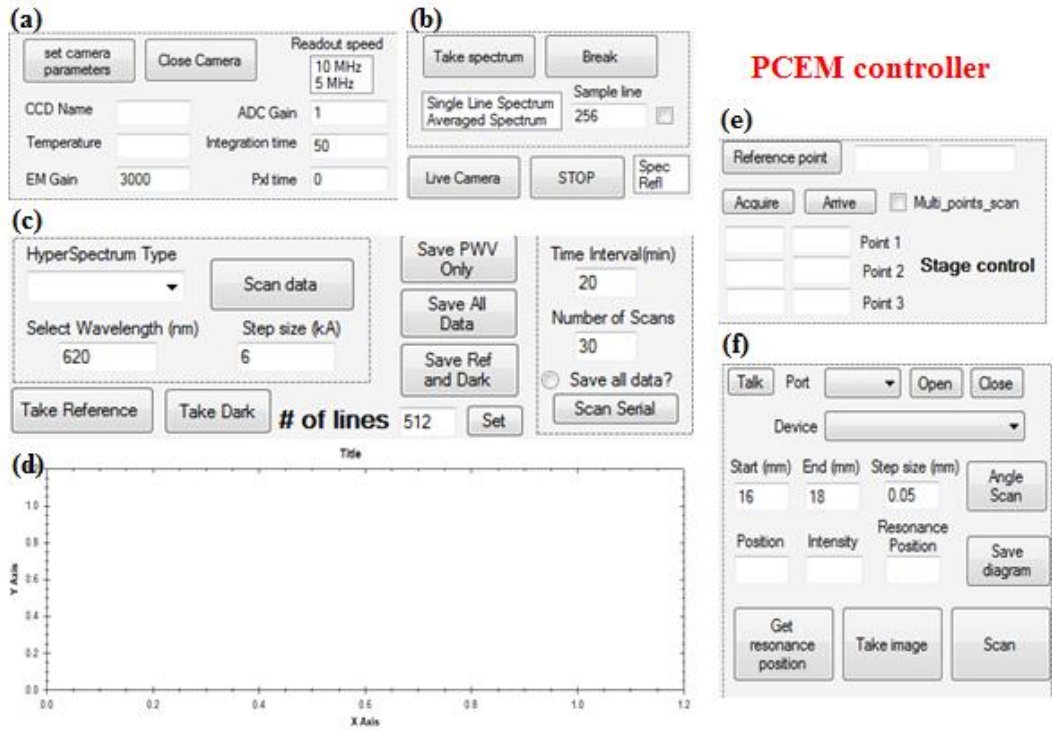 (a)
set camera
parameters
Close Camera
Readout speed
10 MHz
5 MHz
CCD Name
ADC Gain
1
Temperature
Integration time
50
EM Gain
3000
Pxl time
0
(b)
Take spectrum
Break
Single Line Spectrum
Averaged Spectrum
Sample line
256
Live Camera
STOP
Spec
Refl
PCEM controller
(c)
HyperSpectrum Type
Scan data
Select Wavelength (nm)
620
Step size (kA)
6
Take Reference
Take Dark
# of lines
512
Set
Save PWV
Only
Save All
Data
Save Ref
and Dark
Time Interval(min)
20
Number of Scans
30
Save all data?
Scan Serial
(d)
Title
1.2
1.0
0.8
0.6
0.4
0.2
0.0
Y Axis
0.0
0.2
0.4
0.6
0.8
1.0
1.2
X Axis
(e)
Reference point
Acquire
Arrive
Multi_points_scan
Point 1
Point 2
Stage control
Point 3
(f)
Talk
Port
Open
Close
Device
Start (mm)
End (mm)
Step size (mm)
16
18
0.05
Angle
Scan
Position
Intensity
Resonance
Position
Save
diagram
Get
resonance
position
Take image
Scan